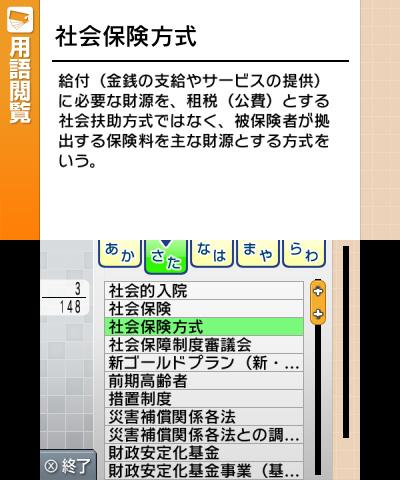 用語閲覧
社会保険方式
給付（金銭の支給やサービスの提供）
に必要な財源を、租税（公費）とする
社会扶助方式ではなく、被保険者が拠
出する保険料を主な財源とする方式を
いう。
あか
さた
なは
まや
らわ
3
148
社会的入院
社会保険
社会保険方式
社会保障制度審議会
新ゴールドプラン（新・...
前期高齢者
措置制度
災害補償関係各法
災害補償関係各法との調...
財政安定化基金
財政安定化基金事業（基...
Ⓧ終了